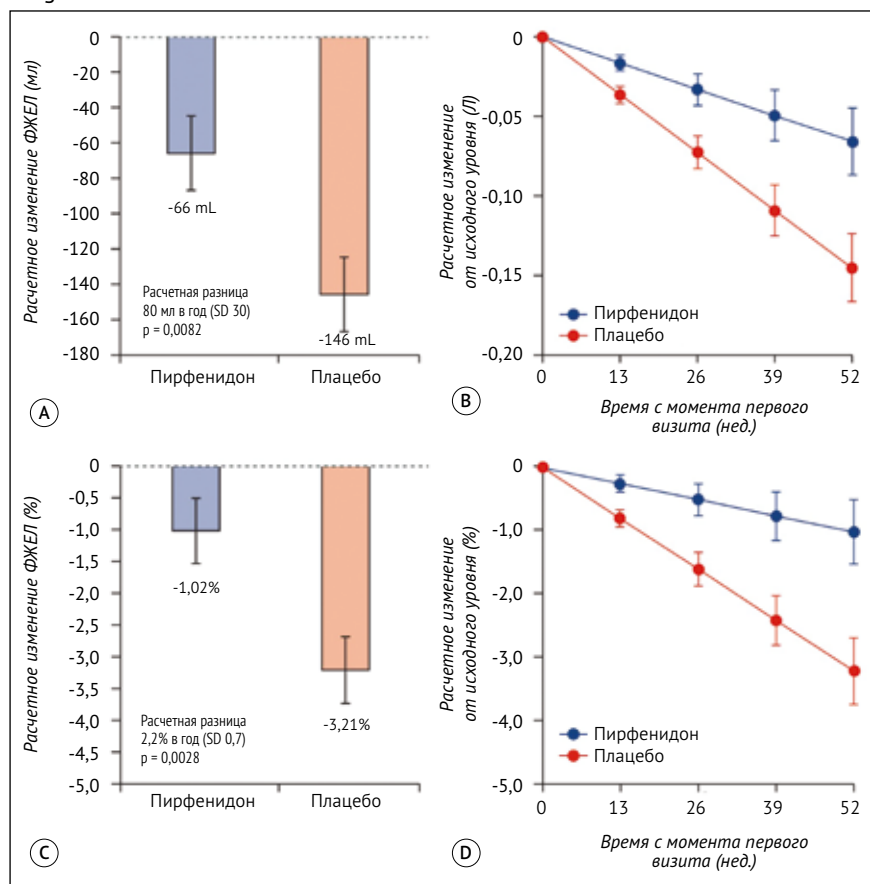 Расчетное изменение ФЖЕЛ (мл)
0
-20
-40
-60
-80
-100
-120
-140
-160
-180
-66 mL
-146 mL
Расчетная разница
80 мл в год (SD 30)
p = 0,0082
Пирфенидон
Плацебо
A
Расчетное изменение
от исходного уровня (Л)
0
-0,05
-0,10
-0,15
-0,20
Пирфенидон
Плацебо
0
13
26
39
52
Время с момента первого
визита (нед.)
B
Расчетное изменение ФЖЕЛ (%)
0
-0,5
-1,0
-1,5
-2,0
-2,5
-3,0
-3,5
-4,0
-4,5
-5,0
-1,02%
-3,21%
Расчетная разница
2,2% в год (SD 0,7)
p = 0,0028
Пирфенидон
Плацебо
C
Расчетное изменение
от исходного уровня (%)
0
-1,0
-2,0
-3,0
-4,0
-5,0
Пирфенидон
Плацебо
0
13
26
39
52
Время с момента первого
визита (нед.)
D